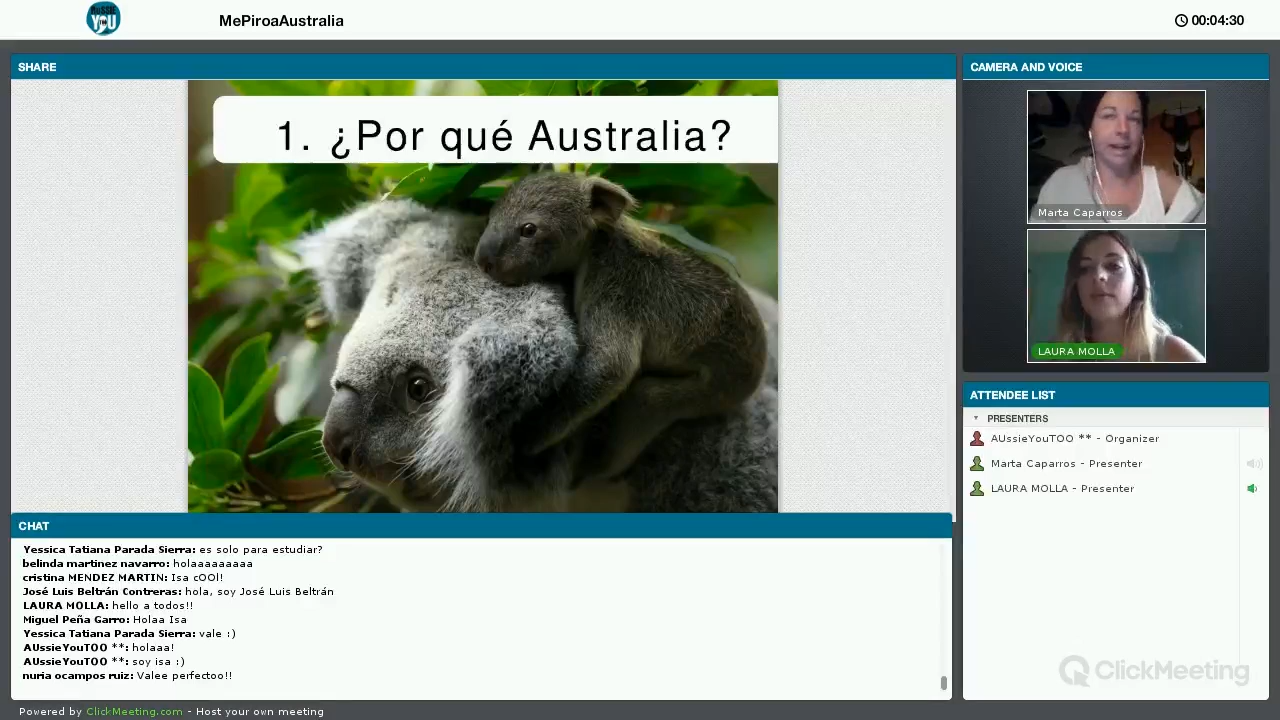 AUSSIE
YOU
TOO
MePiroaAustralia
00:04:30
SHARE
1. ¿Por qué Australia?
CAMERA AND VOICE
Marta Caparros
LAURA MOLLA
ATTENDEE LIST
PRESENTERS
AUssieYouTOO ** - Organizer
Marta Caparros - Presenter
LAURA MOLLA - Presenter
CHAT
Yessica Tatiana Parada Sierra: es solo para estudiar?
belinda martinez navarro: holaaaaaaaaa
cristina MENDEZ MARTIN: Isa cOOl!
José Luis Beltrán Contreras: hola, soy José Luis Beltrán
LAURA MOLLA: hello a todos!!
Miguel Peña Garro: Holaa Isa
Yessica Tatiana Parada Sierra: vale :)
AUssieYouTOO **: holaaa!
AUssieYouTOO **: soy isa :)
nuria ocampos ruiz: Valee perfectoo!!
ClickMeeting
Powered by ClickMeeting.com - Host your own meeting